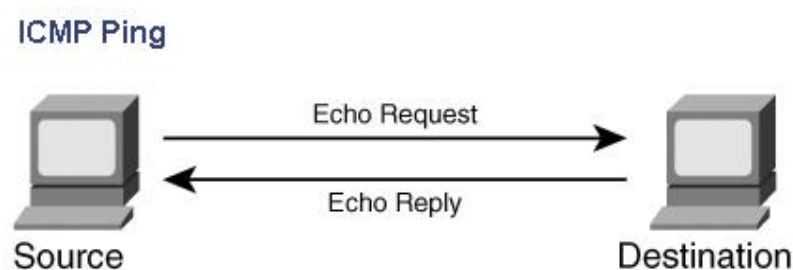 ICMP Ping
Echo Request
Echo Reply
Source
Destination